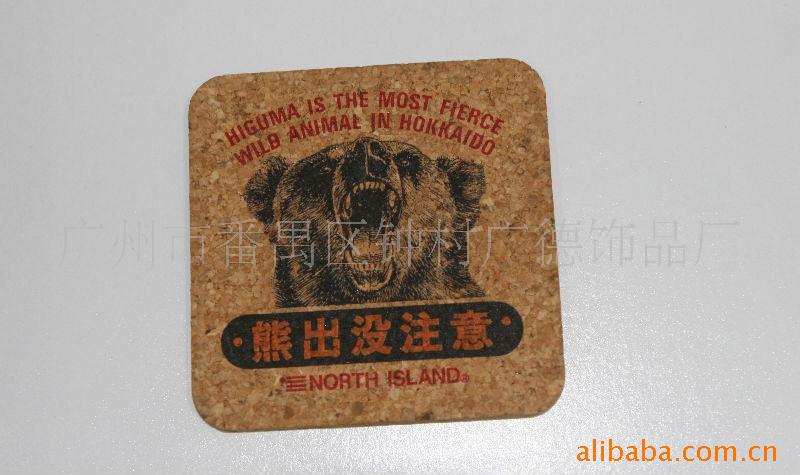 HIGUMA IS THE MOST FIERCE
WILD ANIMAL IN HOKKAIDO
广州市番禺区钟村广德饰品厂
·熊出没注意·
NORTH ISLAND®
alibaba.com.cn